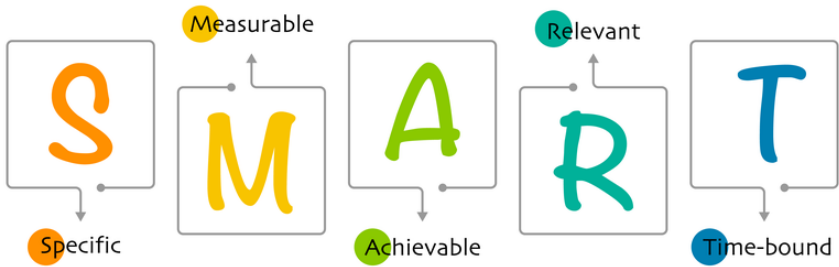 S
Specific
M
Measurable
A
Achievable
R
Relevant
T
Time-bound